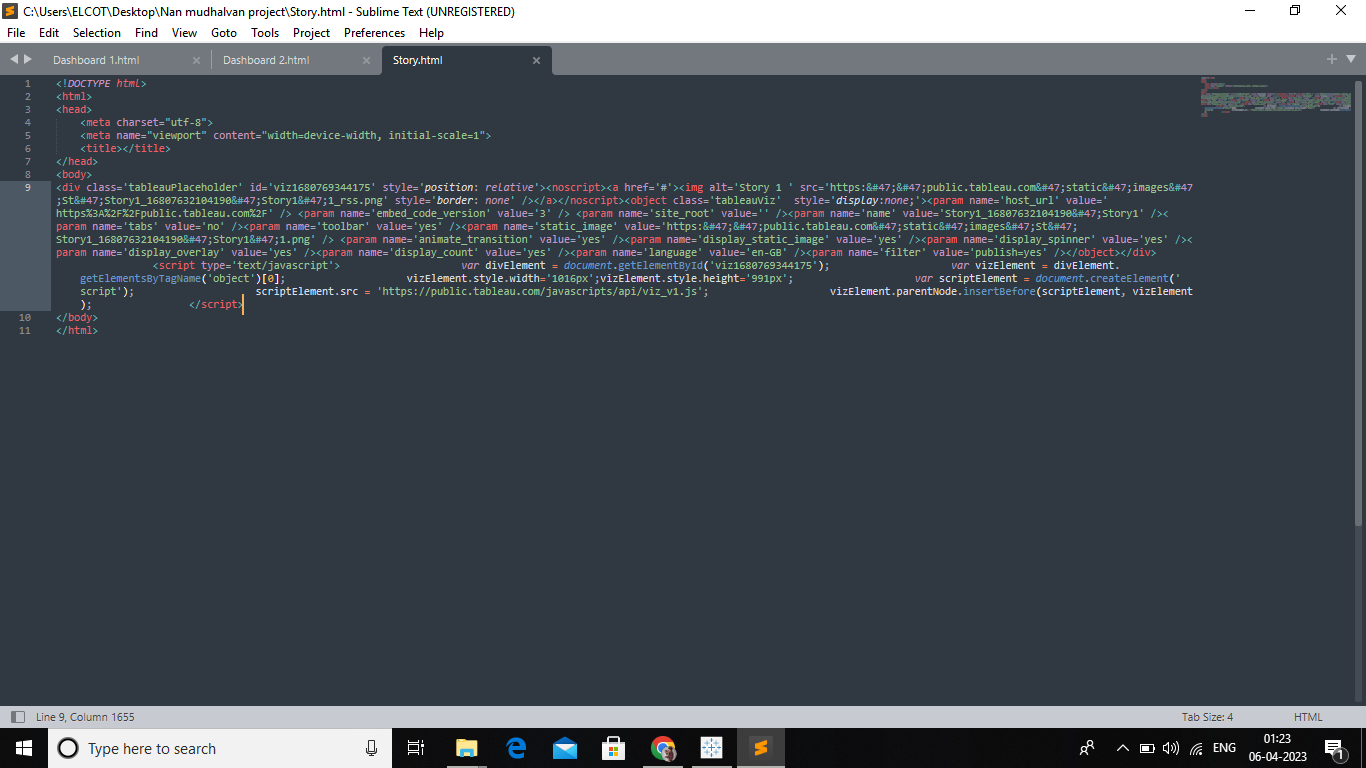 C:\Users\ELCOT\Desktop\Nan mudhalvan project\Story.html - Sublime Text (UNREGISTERED)
File Edit Selection Find View Goto Tools Project Preferences Help
Dashboard 1.html Dashboard 2.html Story.html
1 <!DOCTYPE html>
2 <html>
3 <head>
4 <meta charset="utf-8">
5 <meta name="viewport" content="width=device-width, initial-scale=1">
6 <title></title>
7 </head>
8 <body>
9 <div class='tableauPlaceholder' id='viz1680769344175' style='position: relative'><noscript><a href='#'><img alt='Story 1 ' src='https:&#47;&#47;public.tableau.com&#47;static&#47;images&#47
;St&#47;Story1_16807632104190&#47;Story1&#47;1_rss.png' style='border: none' /></a></noscript><object class='tableauViz'  style='display:none;'><param name='host_url' value='
https%3A%2F%2Fpublic.tableau.com%2F' /> <param name='embed_code_version' value='3' /> <param name='site_root' value='' /><param name='name' value='Story1_16807632104190&#47;Story1' /><
param name='tabs' value='no' /><param name='toolbar' value='yes' /><param name='static_image' value='https:&#47;&#47;public.tableau.com&#47;static&#47;images&#47;St&#47;
Story1_16807632104190&#47;Story1&#47;1.png' /> <param name='animate_transition' value='yes' /><param name='display_static_image' value='yes' /><param name='display_spinner' value='yes' /><
param name='display_overlay' value='yes' /><param name='display_count' value='yes' /><param name='language' value='en-GB' /><param name='filter' value='publish=yes' /></object></div>
<script type='text/javascript'> var divElement = document.getElementById('viz1680769344175'); var vizElement = divElement.
getElementsByTagName('object')[0]; vizElement.style.width='1016px';vizElement.style.height='991px'; var scriptElement = document.createElement('
script'); scriptElement.src = 'https://public.tableau.com/javascripts/api/viz_v1.js'; vizElement.parentNode.insertBefore(scriptElement, vizElement
); </script>
10 </body>
11 </html>
Line 9, Column 1655 Tab Size: 4 HTML
Type here to search ENG 01:23
06-04-2023 1